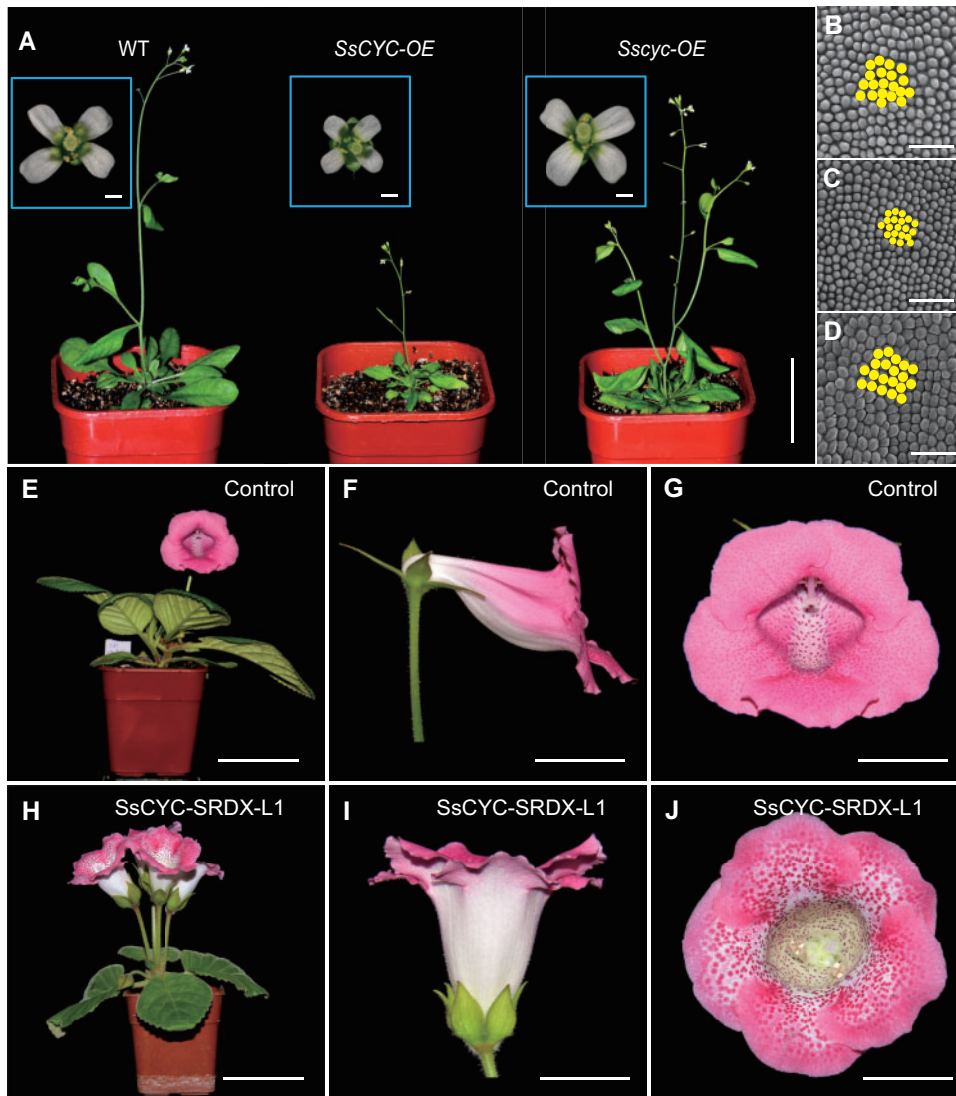 A
WT
SsCYC-OE
Sscyc-OE
B
C
D
E
Control
F
Control
G
Control
H
SsCYC-SRDX-L1
I
SsCYC-SRDX-L1
J
SsCYC-SRDX-L1